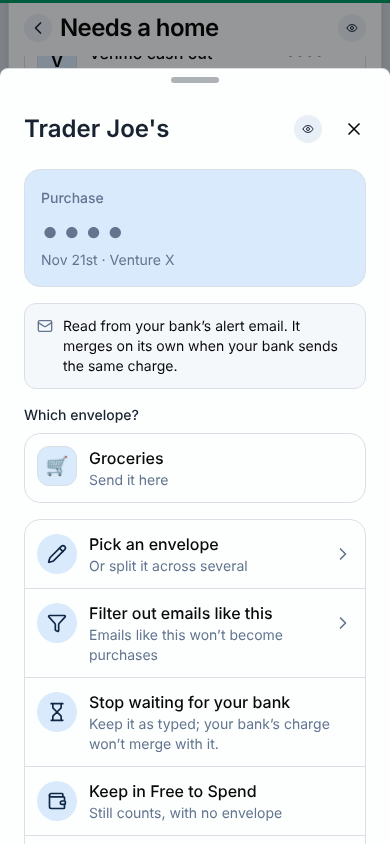 Needs a home
Trader Joe's
Purchase
Nov 21st · Venture X
Read from your bank’s alert email. It
merges on its own when your bank sends
the same charge.
Which envelope?
Groceries
Send it here
Pick an envelope
Or split it across several
Filter out emails like this
Emails like this won’t become
purchases
Stop waiting for your bank
Keep it as typed; your bank’s charge
won’t merge with it.
Keep in Free to Spend
Still counts, with no envelope